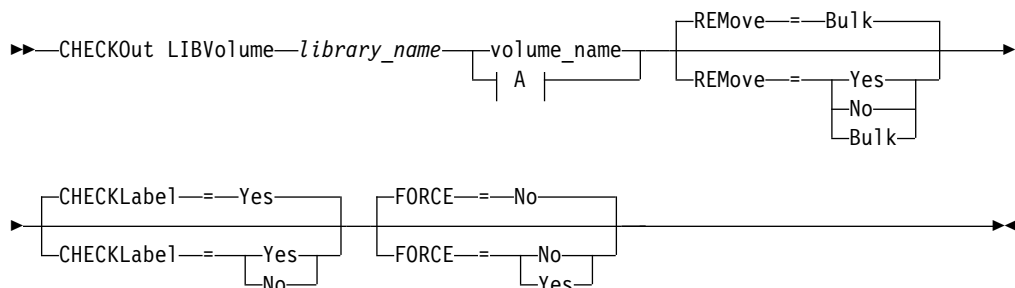 REMove = Bulk
CHECKOut LIBVolume library_name volume_name
A
REMove = Yes
No
Bulk
CHECKLabel = Yes
FORCE = No
CHECKLabel = Yes
No
FORCE = No
Yes